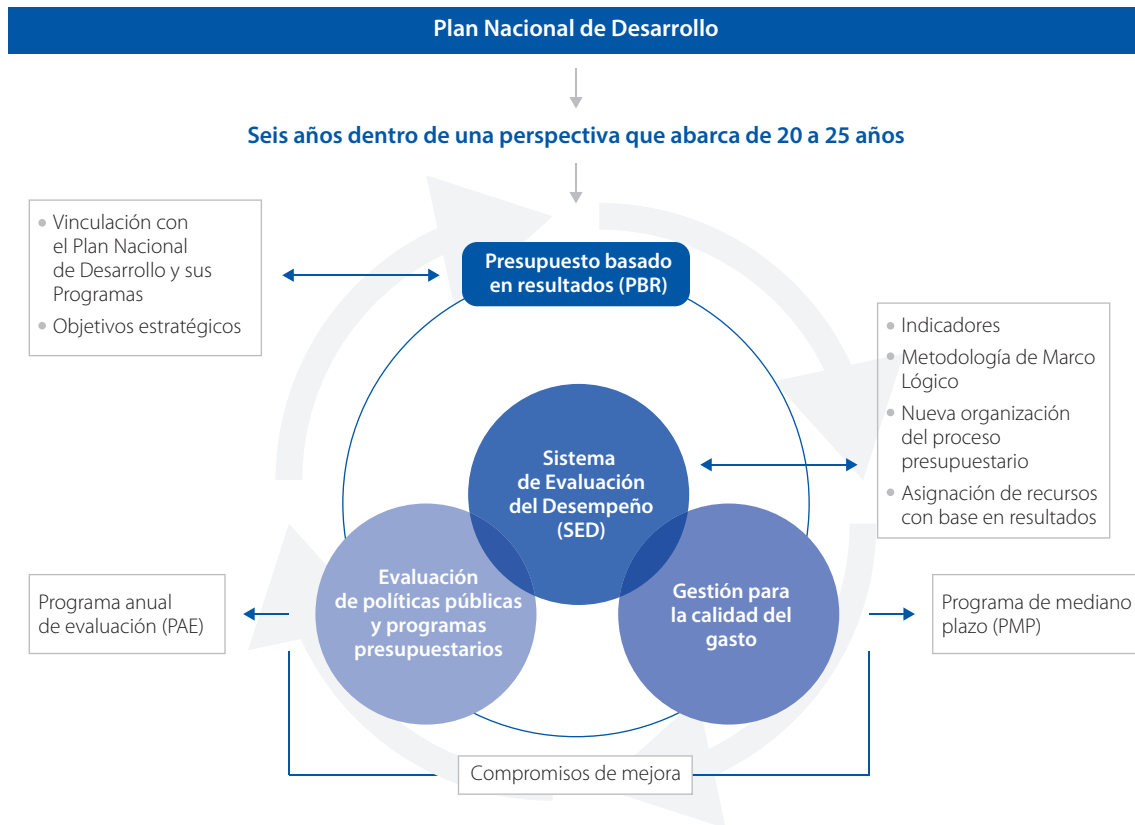 Plan Nacional de Desarrollo
Seis años dentro de una perspectiva que abarca de 20 a 25 años
Vinculación con
el Plan Nacional
de Desarrollo y sus
Programas
Objetivos estratégicos
Presupuesto basado
en resultados (PBR)
Indicadores
Metodología de Marco
Lógico
Nueva organización
del proceso
presupuestario
Asignación de recursos
con base en resultados
Sistema
de Evaluación
del Desempeño
(SED)
Evaluación
de políticas públicas
y programas
presupuestarios
Gestión para
la calidad del
gasto
Programa anual
de evaluación (PAE)
Programa de mediano
plazo (PMP)
Compromisos de mejora